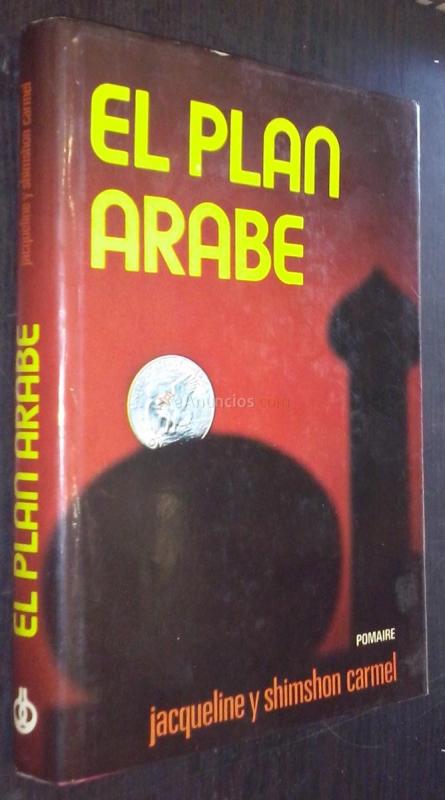 EL PLAN
ARABE
POMAIRE
jacqueline y shimshon carmel
jacqueline y shimshon carmel
EL PLAN ARABE